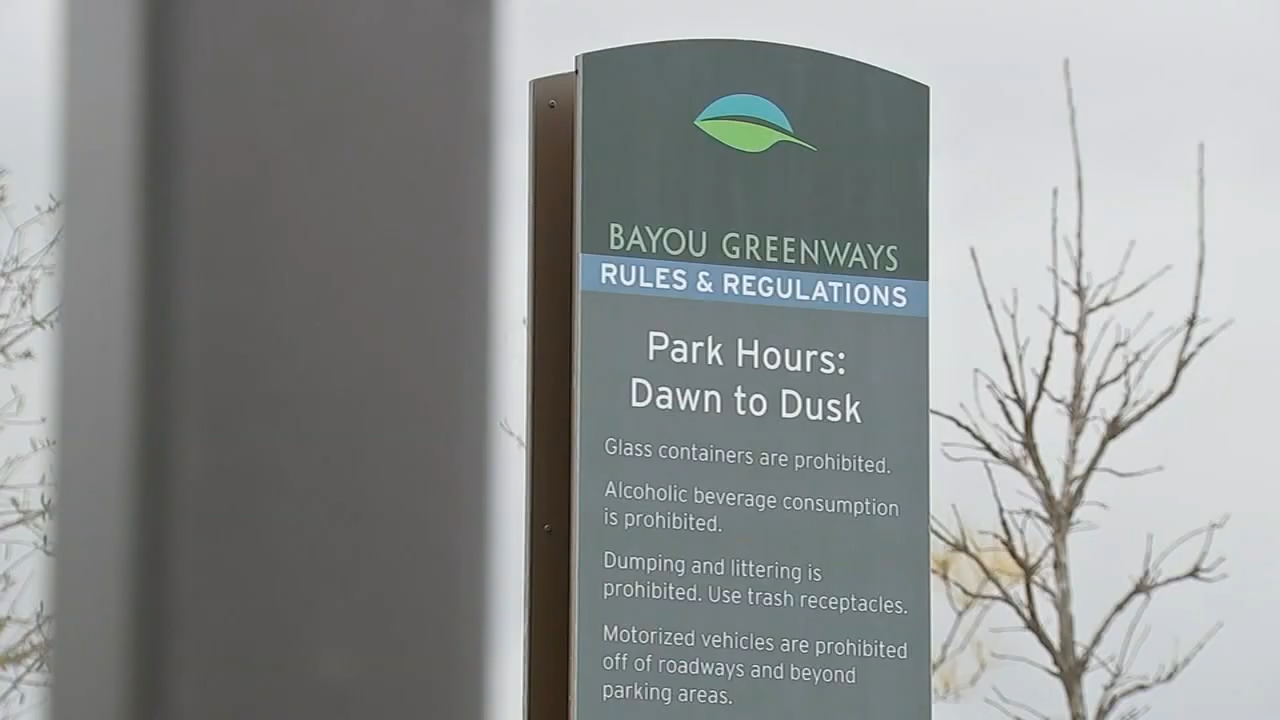 BAYOU GREENWAYS
RULES & REGULATIONS
Park Hours:
Dawn to Dusk
Glass containers are prohibited.
Alcoholic beverage consumption
is prohibited.
Dumping and littering is
prohibited. Use trash receptacles.
Motorized vehicles are prohibited
off of roadways and beyond
parking areas.